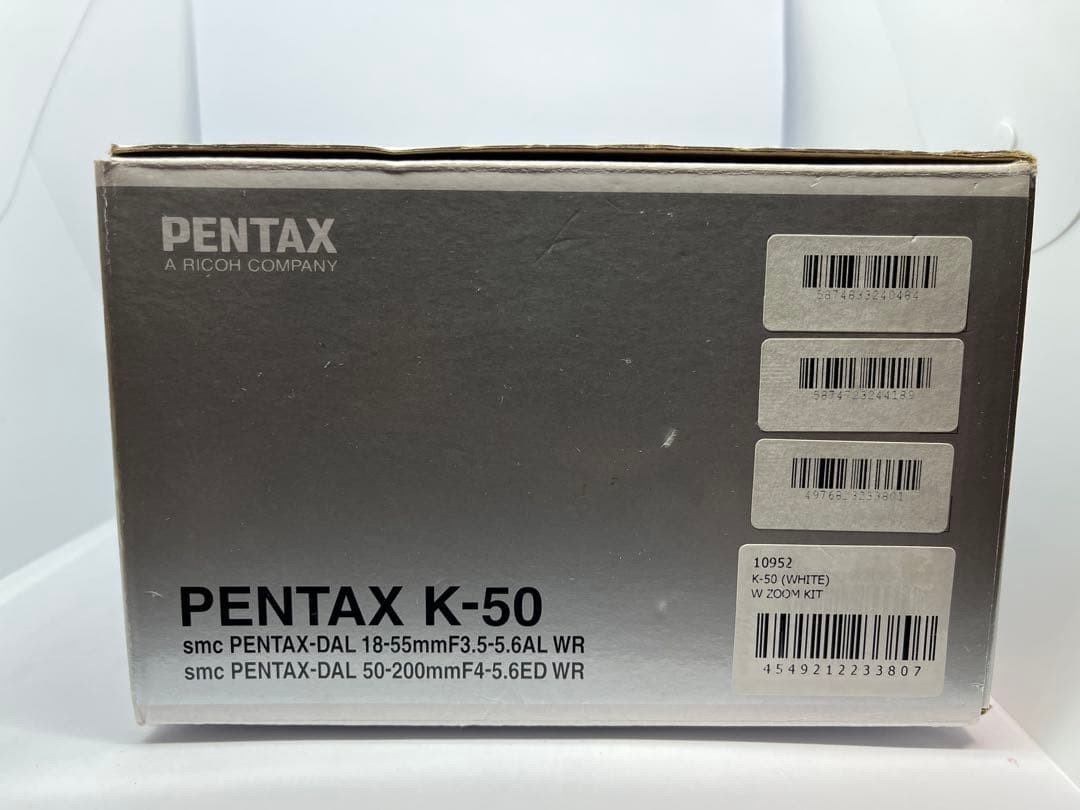 PENTAX
A RICOH COMPANY
PENTAX K-50
smc PENTAX-DAL 18-55mmF3.5-5.6AL WR
smc PENTAX-DAL 50-200mmF4-5.6ED WR
10952
K-50 (WHITE)
W ZOOM KIT
4549212233807